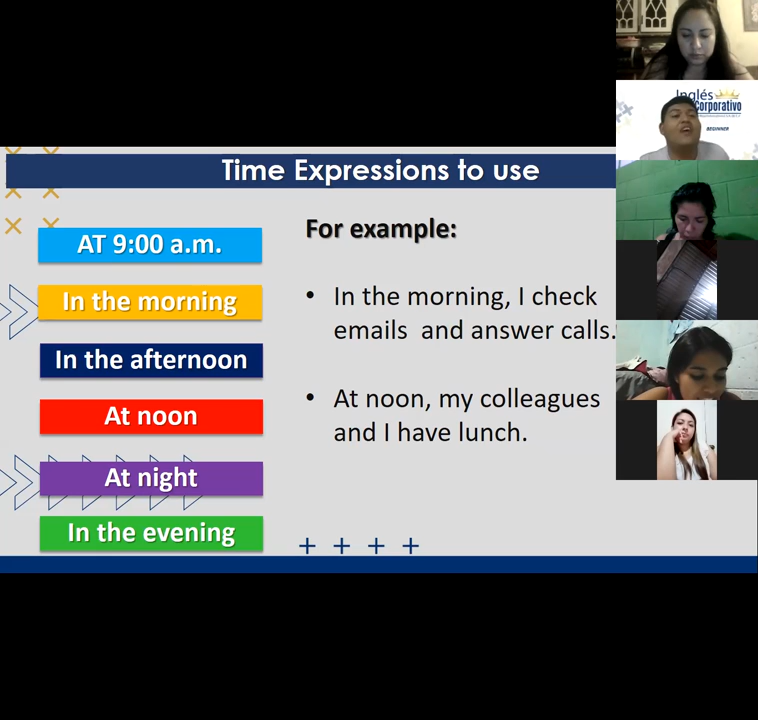 Time Expressions to use
AT 9:00 a.m.
In the morning
In the afternoon
At noon
At night
In the evening
For example:
• In the morning, I check
emails and answer calls.
• At noon, my colleagues
and I have lunch.
Inglés
Corporativo
BEGINNER